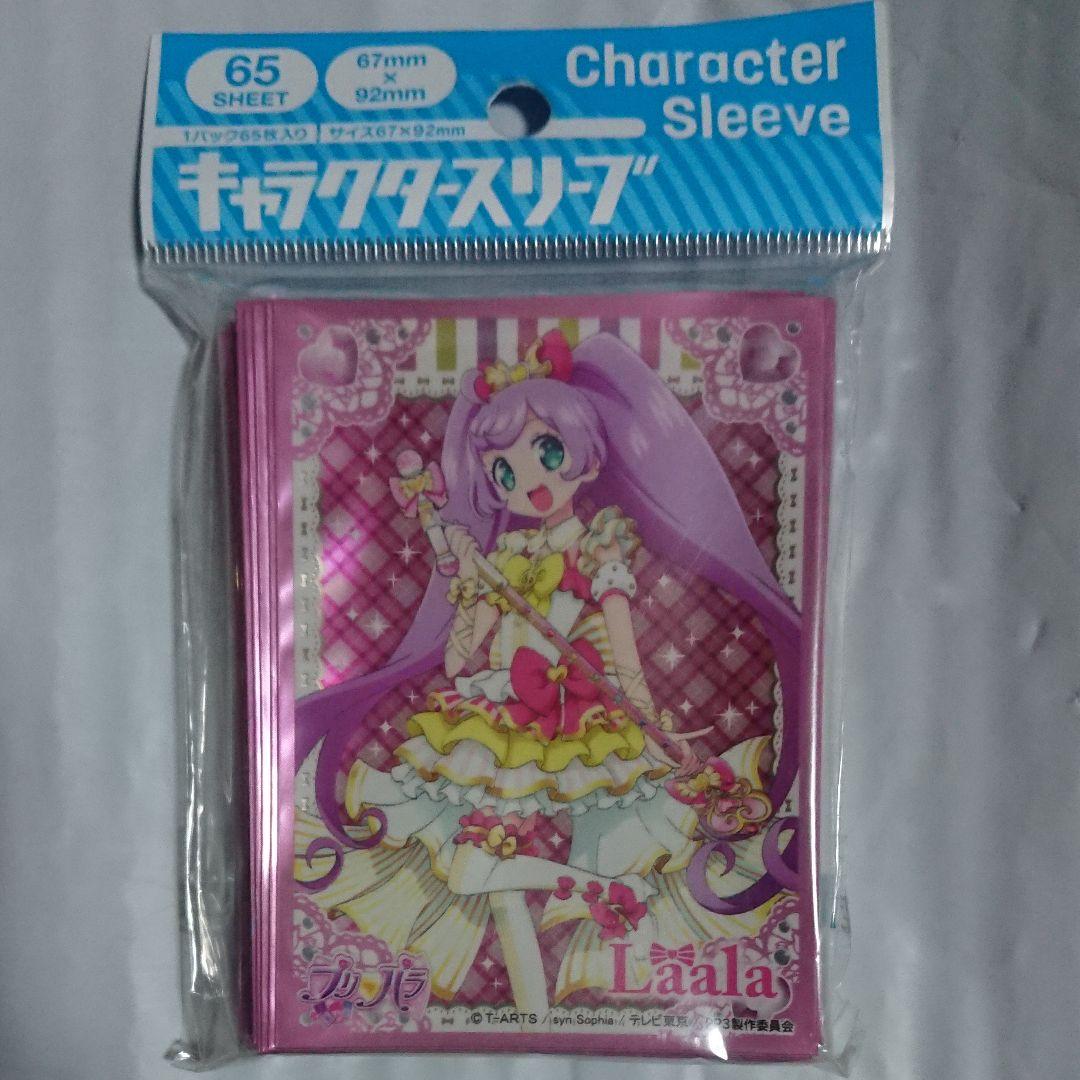 65
SHEET
67mm
×
92mm
Character
Sleeve
1パック65枚入り サイズ67×92mm
キャラクタースリーブ
プリパラ
Laala
© T-ARTS / syn Sophia / テレビ東京 / PP3製作委員会